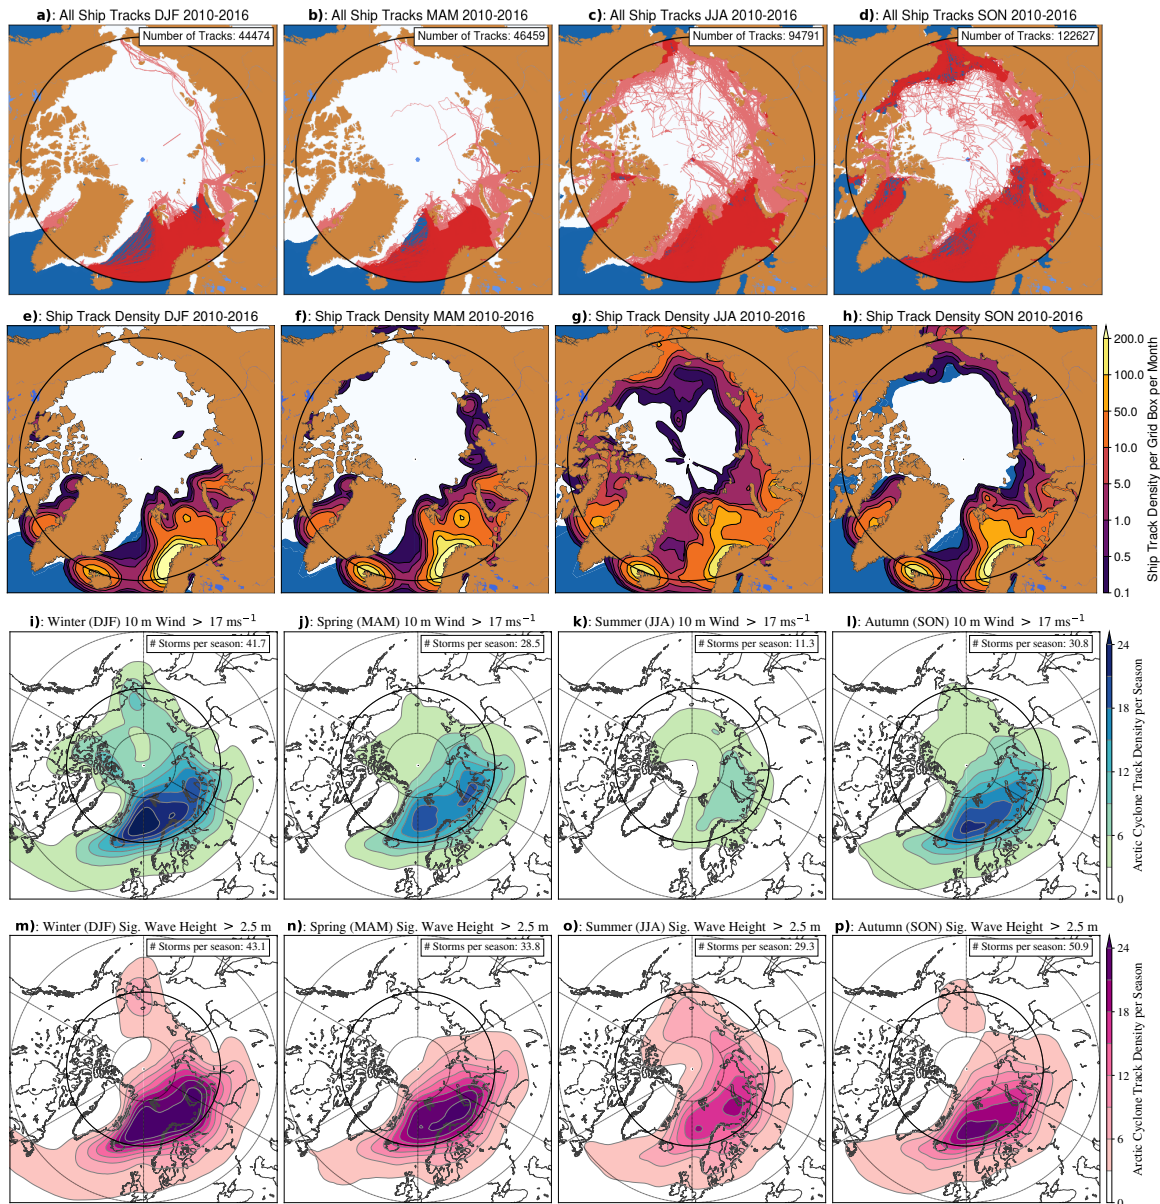 a): All Ship Tracks DJF 2010-2016
Number of Tracks: 44474
b): All Ship Tracks MAM 2010-2016
Number of Tracks: 46459
c): All Ship Tracks JJA 2010-2016
Number of Tracks: 94791
d): All Ship Tracks SON 2010-2016
Number of Tracks: 122627
e): Ship Track Density DJF 2010-2016
f): Ship Track Density MAM 2010-2016
g): Ship Track Density JJA 2010-2016
h): Ship Track Density SON 2010-2016
200.0
100.0
50.0
10.0
5.0
1.0
0.5
0.1
Ship Track Density per Grid Box per Month
i): Winter (DJF) 10 m Wind > 17 ms⁻¹
# Storms per season: 41.7
j): Spring (MAM) 10 m Wind > 17 ms⁻¹
# Storms per season: 28.5
k): Summer (JJA) 10 m Wind > 17 ms⁻¹
# Storms per season: 11.3
l): Autumn (SON) 10 m Wind > 17 ms⁻¹
# Storms per season: 30.8
24
18
12
6
0
Arctic Cyclone Track Density per Season
m): Winter (DJF) Sig. Wave Height > 2.5 m
# Storms per season: 43.1
n): Spring (MAM) Sig. Wave Height > 2.5 m
# Storms per season: 33.8
o): Summer (JJA) Sig. Wave Height > 2.5 m
# Storms per season: 29.3
p): Autumn (SON) Sig. Wave Height > 2.5 m
# Storms per season: 50.9
24
18
12
6
0
Arctic Cyclone Track Density per Season